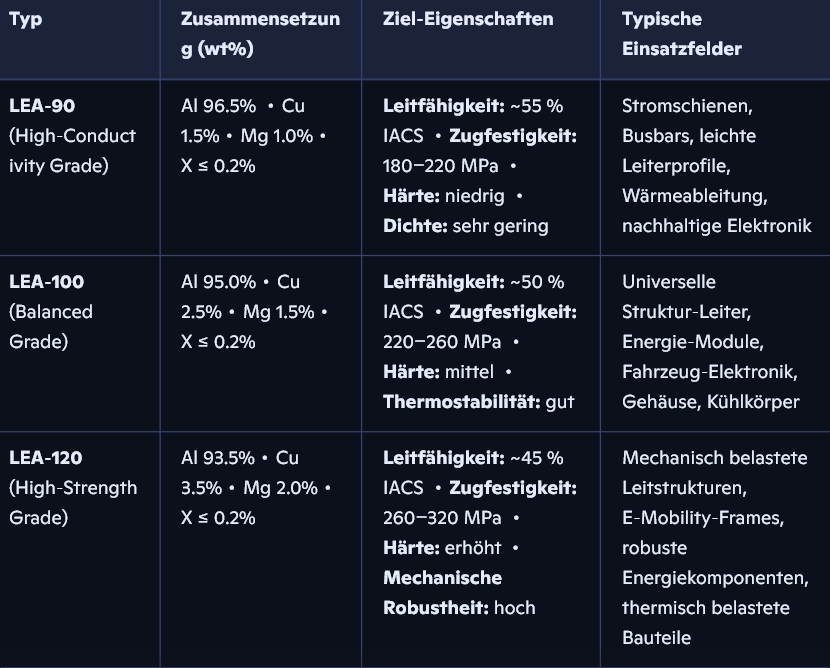 Typ
Zusammensetzun
g (wt%)
Ziel-Eigenschaften
Typische
Einsatzfelder
LEA-90
(High-Conduct
ivity Grade)
Al 96.5% • Cu
1.5% • Mg 1.0% •
X ≤ 0.2%
Leitfähigkeit: ~55 %
IACS • Zugfestigkeit:
180–220 MPa •
Härte: niedrig •
Dichte: sehr gering
Stromschienen,
Busbars, leichte
Leiterprofile,
Wärmeableitung,
nachhaltige Elektronik
LEA-100
(Balanced
Grade)
Al 95.0% • Cu
2.5% • Mg 1.5% •
X ≤ 0.2%
Leitfähigkeit: ~50 %
IACS • Zugfestigkeit:
220–260 MPa •
Härte: mittel •
Thermostabilität: gut
Universelle
Struktur-Leiter,
Energie-Module,
Fahrzeug-Elektronik,
Gehäuse, Kühlkörper
LEA-120
(High-Strength
Grade)
Al 93.5% • Cu
3.5% • Mg 2.0% •
X ≤ 0.2%
Leitfähigkeit: ~45 %
IACS • Zugfestigkeit:
260–320 MPa •
Härte: erhöht •
Mechanische
Robustheit: hoch
Mechanisch belastete
Leitstrukturen,
E-Mobility-Frames,
robuste
Energiekomponenten,
thermisch belastete
Bauteile